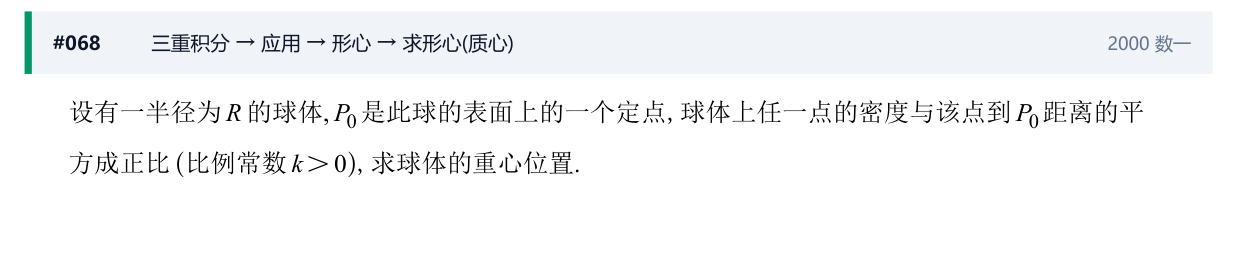 #068 三重积分 → 应用 → 形心 → 求形心(质心) 2000 数一
设有一半径为 R 的球体, P₀ 是此球的表面上的一个定点, 球体上任一点的密度与该点到 P₀ 距离的平
方成正比 (比例常数 k > 0), 求球体的重心位置.